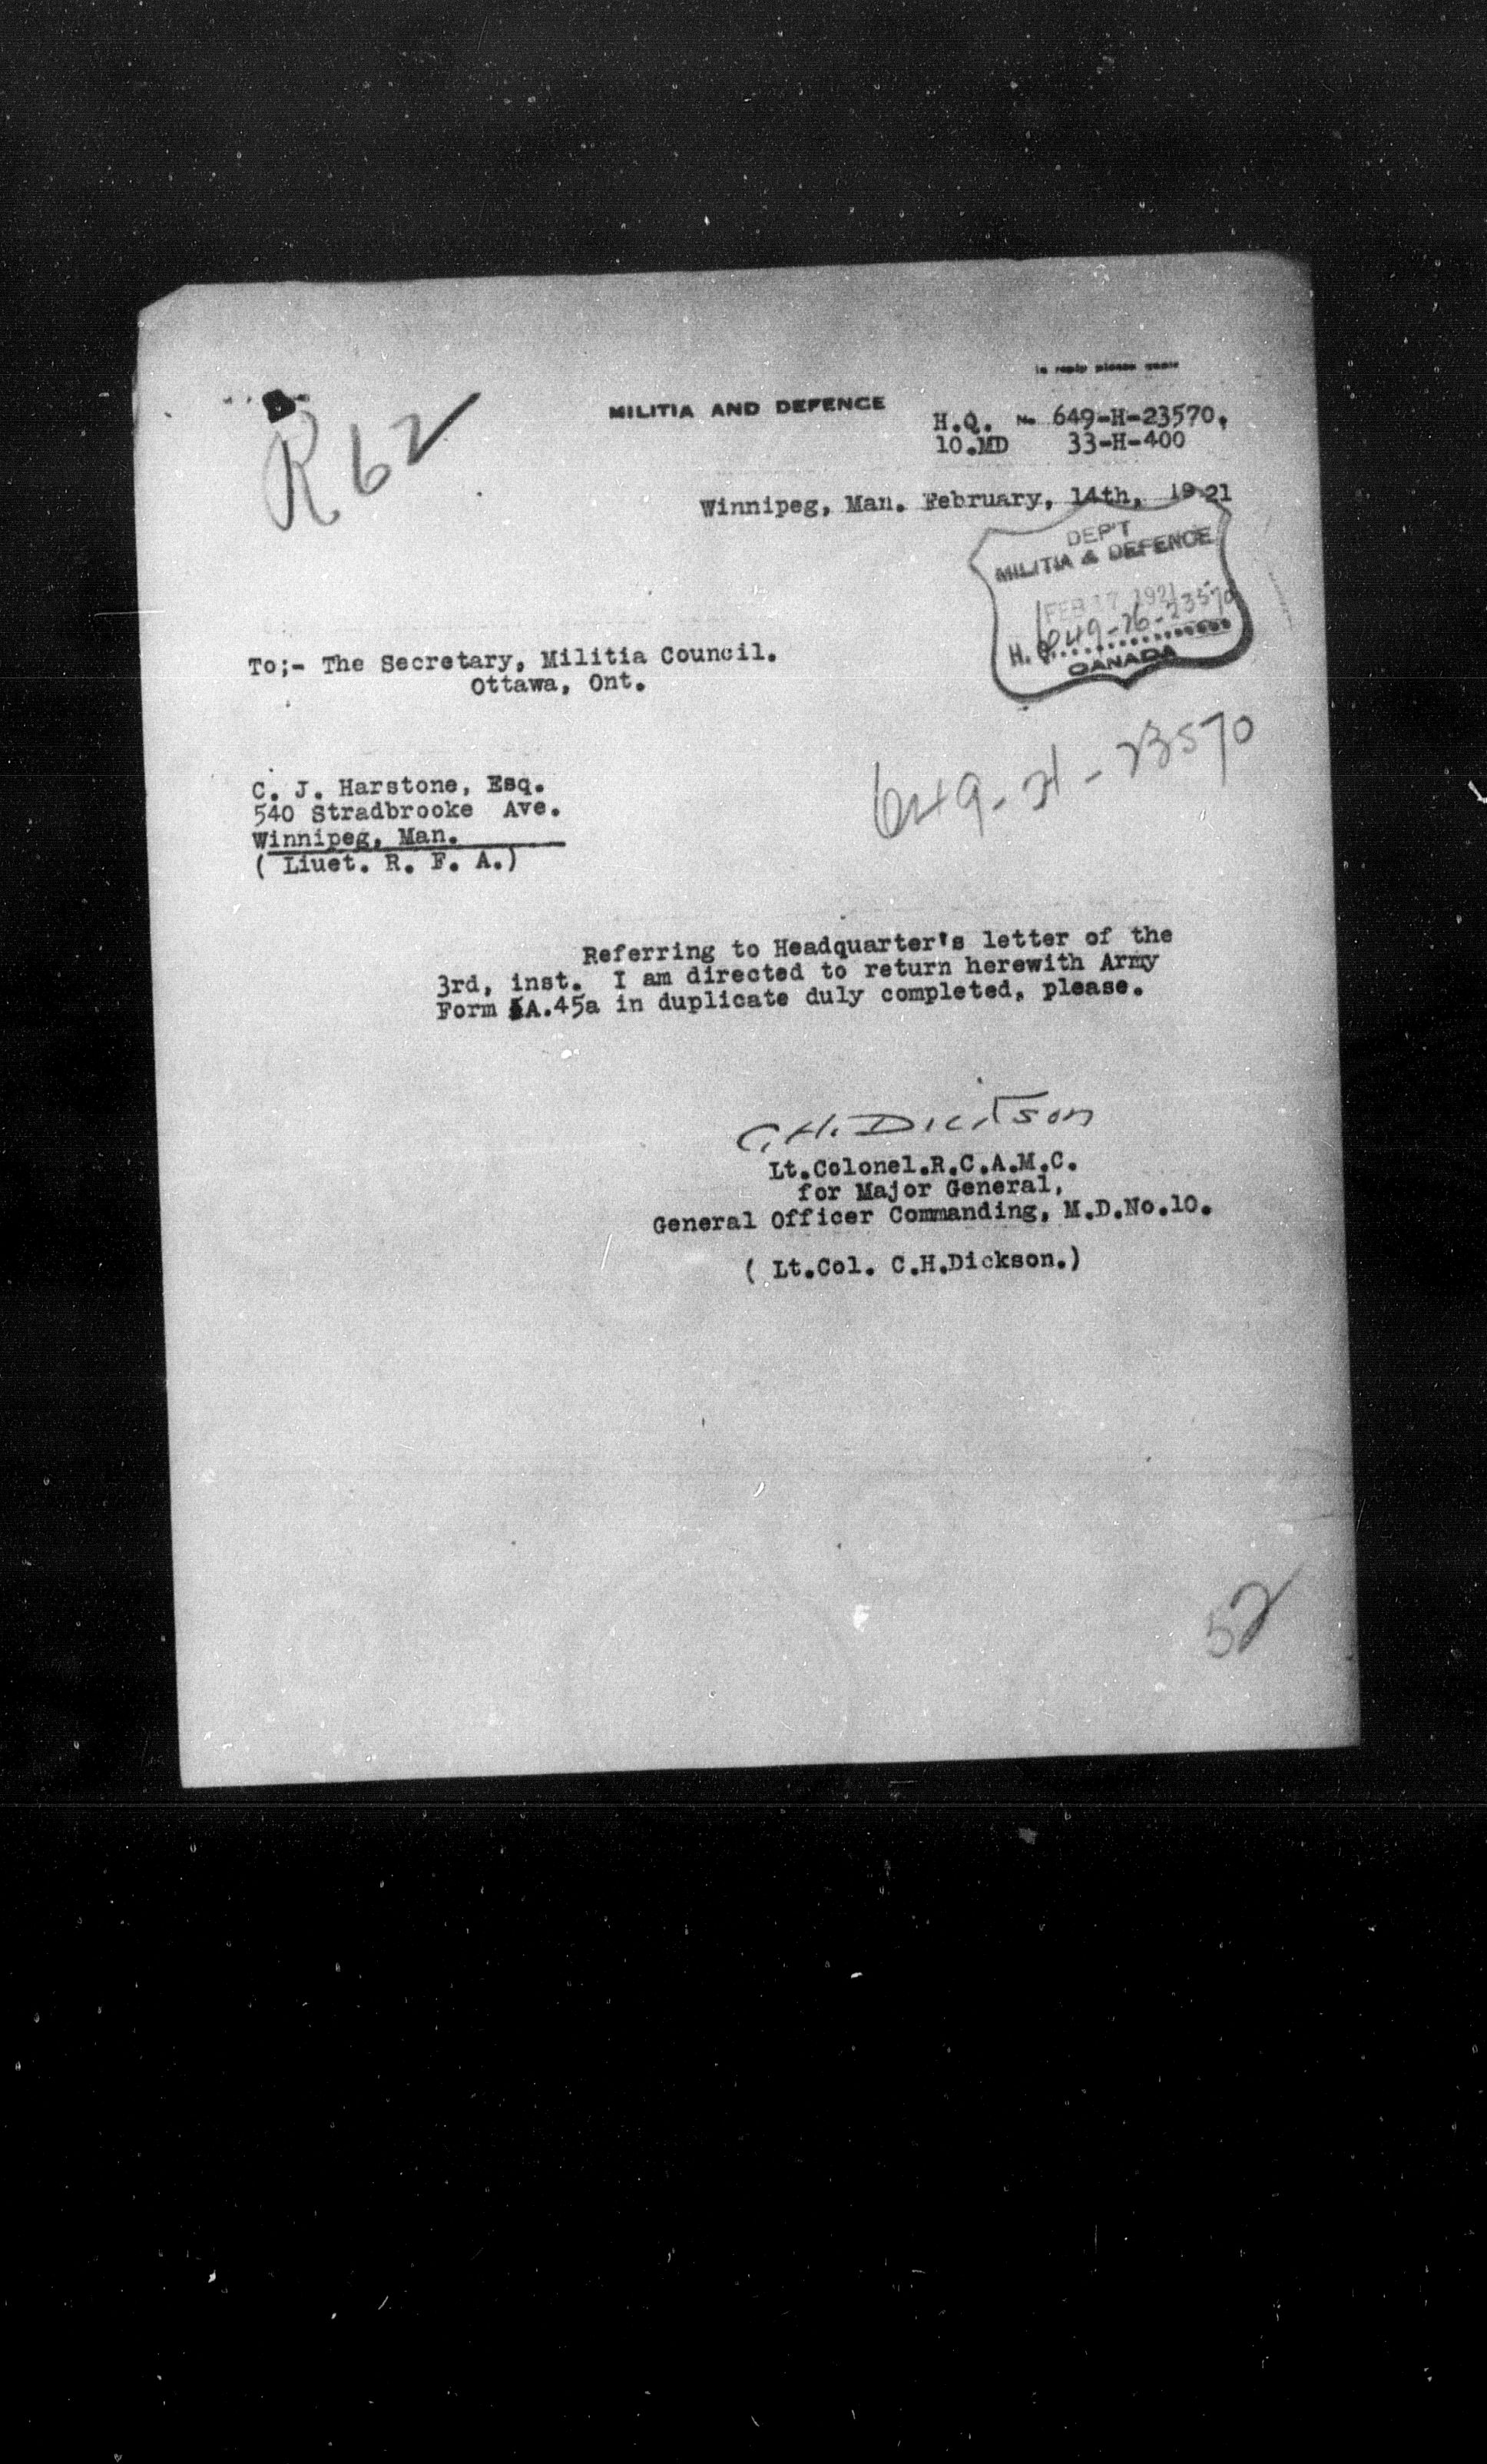 In reply please quote
MILITIA AND DEFENCE
H.Q. No. 649-H-23570.
10.MD 33-H-400
R62
Winnipeg, Man. February, 14th, 1921
DEP'T
MILITIA & DEFENCE
FEB 17 1921
H.Q. 649-H-23570
CANADA
To;- The Secretary, Militia Council.
Ottawa, Ont.
649-H-23570
C. J. Harstone, Esq.
540 Stradbrooke Ave.
Winnipeg, Man.
( Liuet. R. F. A.)
Referring to Headquarter's letter of the
3rd, inst. I am directed to return herewith Army
Form A.45a in duplicate duly completed, please.
C.H. Dickson
Lt.Colonel.R.C.A.M.C.
for Major General,
General Officer Commanding, M.D.No.10.
( Lt.Col. C.H.Dickson.)
52